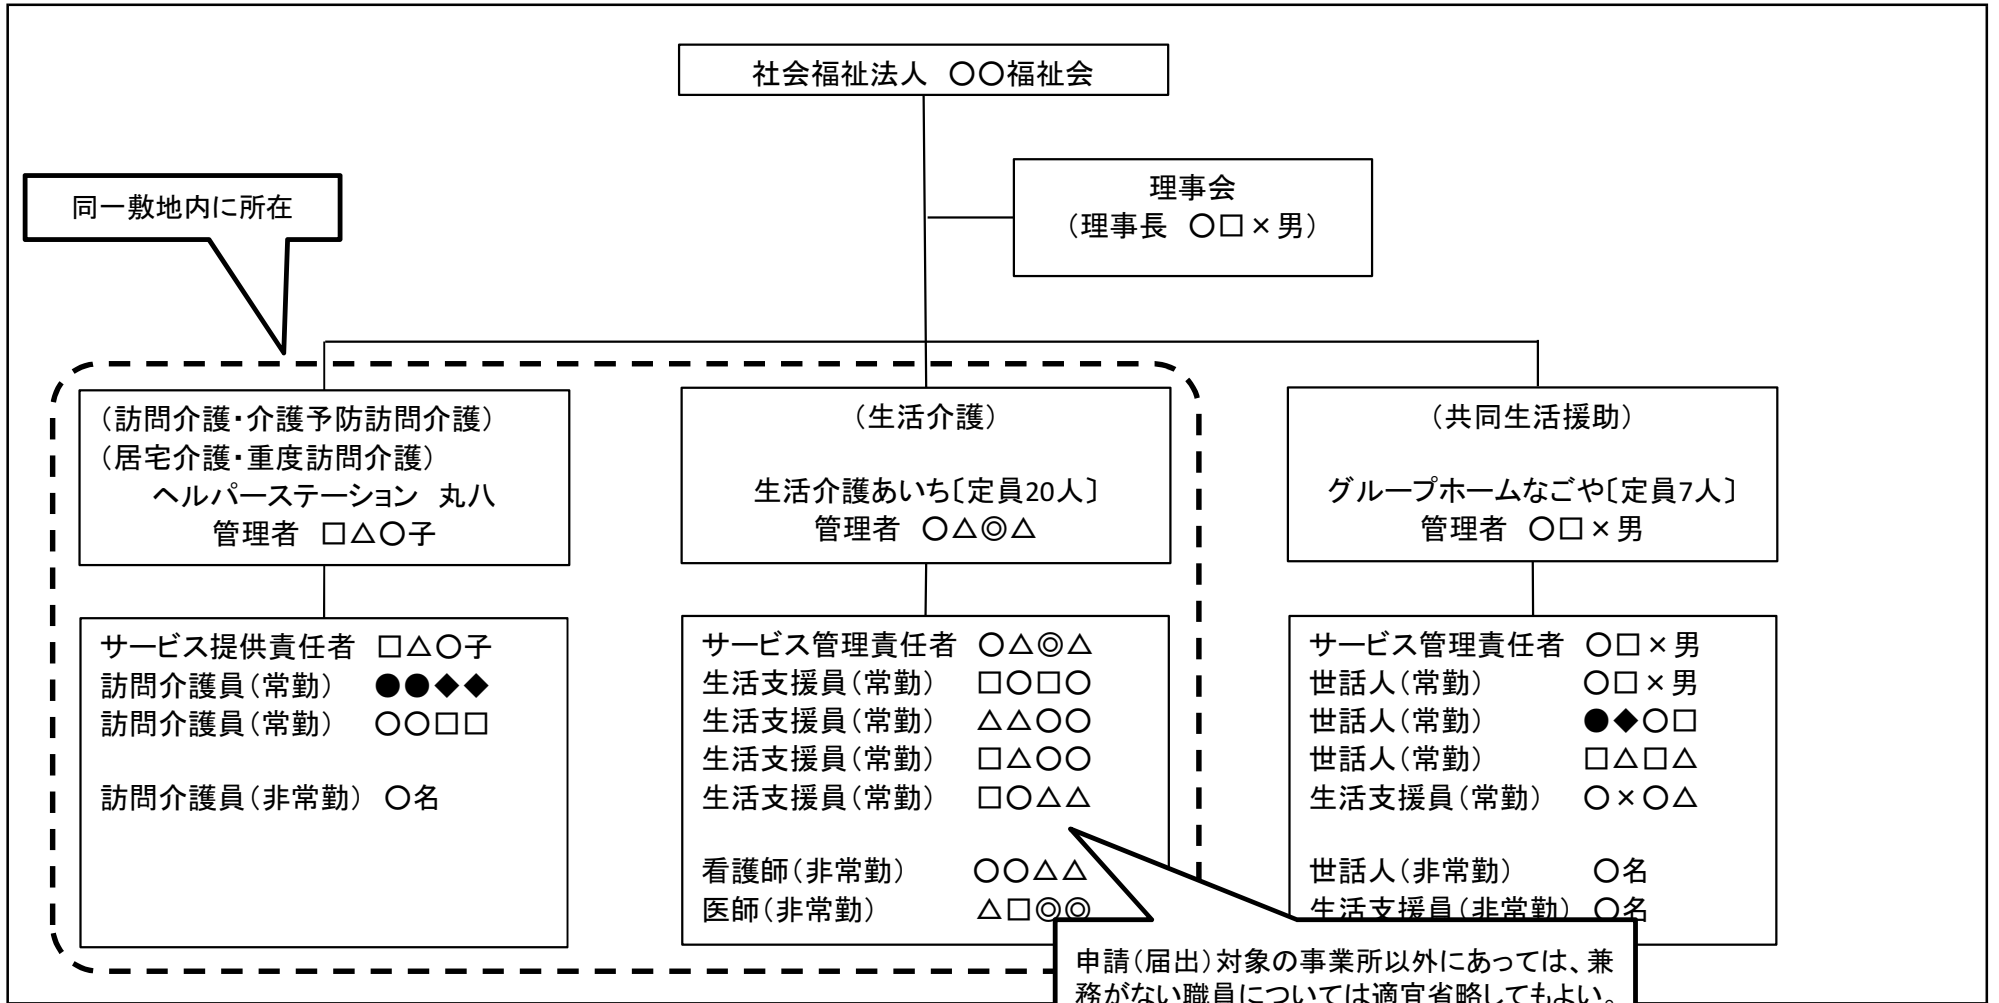 社会福祉法人　〇〇福祉会
理事会
（理事長　〇□×男）
同一敷地内に所在
（訪問介護・介護予防訪問介護）
（居宅介護・重度訪問介護）
ヘルパーステーション　丸八
管理者　□△〇子
サービス提供責任者　□△〇子
訪問介護員（常勤）　●●◆◆
訪問介護員（常勤）　〇〇□□
訪問介護員（非常勤）　〇名
（生活介護）
生活介護あいち〔定員20人〕
管理者　〇△◎△
サービス管理責任者　〇△◎△
生活支援員（常勤）　□〇□〇
生活支援員（常勤）　△△〇〇
生活支援員（常勤）　□△〇〇
生活支援員（常勤）　□〇△△
看護師（非常勤）　〇〇△△
医師（非常勤）　△□◎◎
（共同生活援助）
グループホームなごや〔定員7人〕
管理者　〇□×男
サービス管理責任者　〇□×男
世話人（常勤）　〇□×男
世話人（常勤）　●◆〇□
世話人（常勤）　□△□△
生活支援員（常勤）　〇×〇△
世話人（非常勤）　〇名
生活支援員（非常勤）　〇名
申請（届出）対象の事業所以外にあっては、兼
務がない職員については適宜省略してもよい。